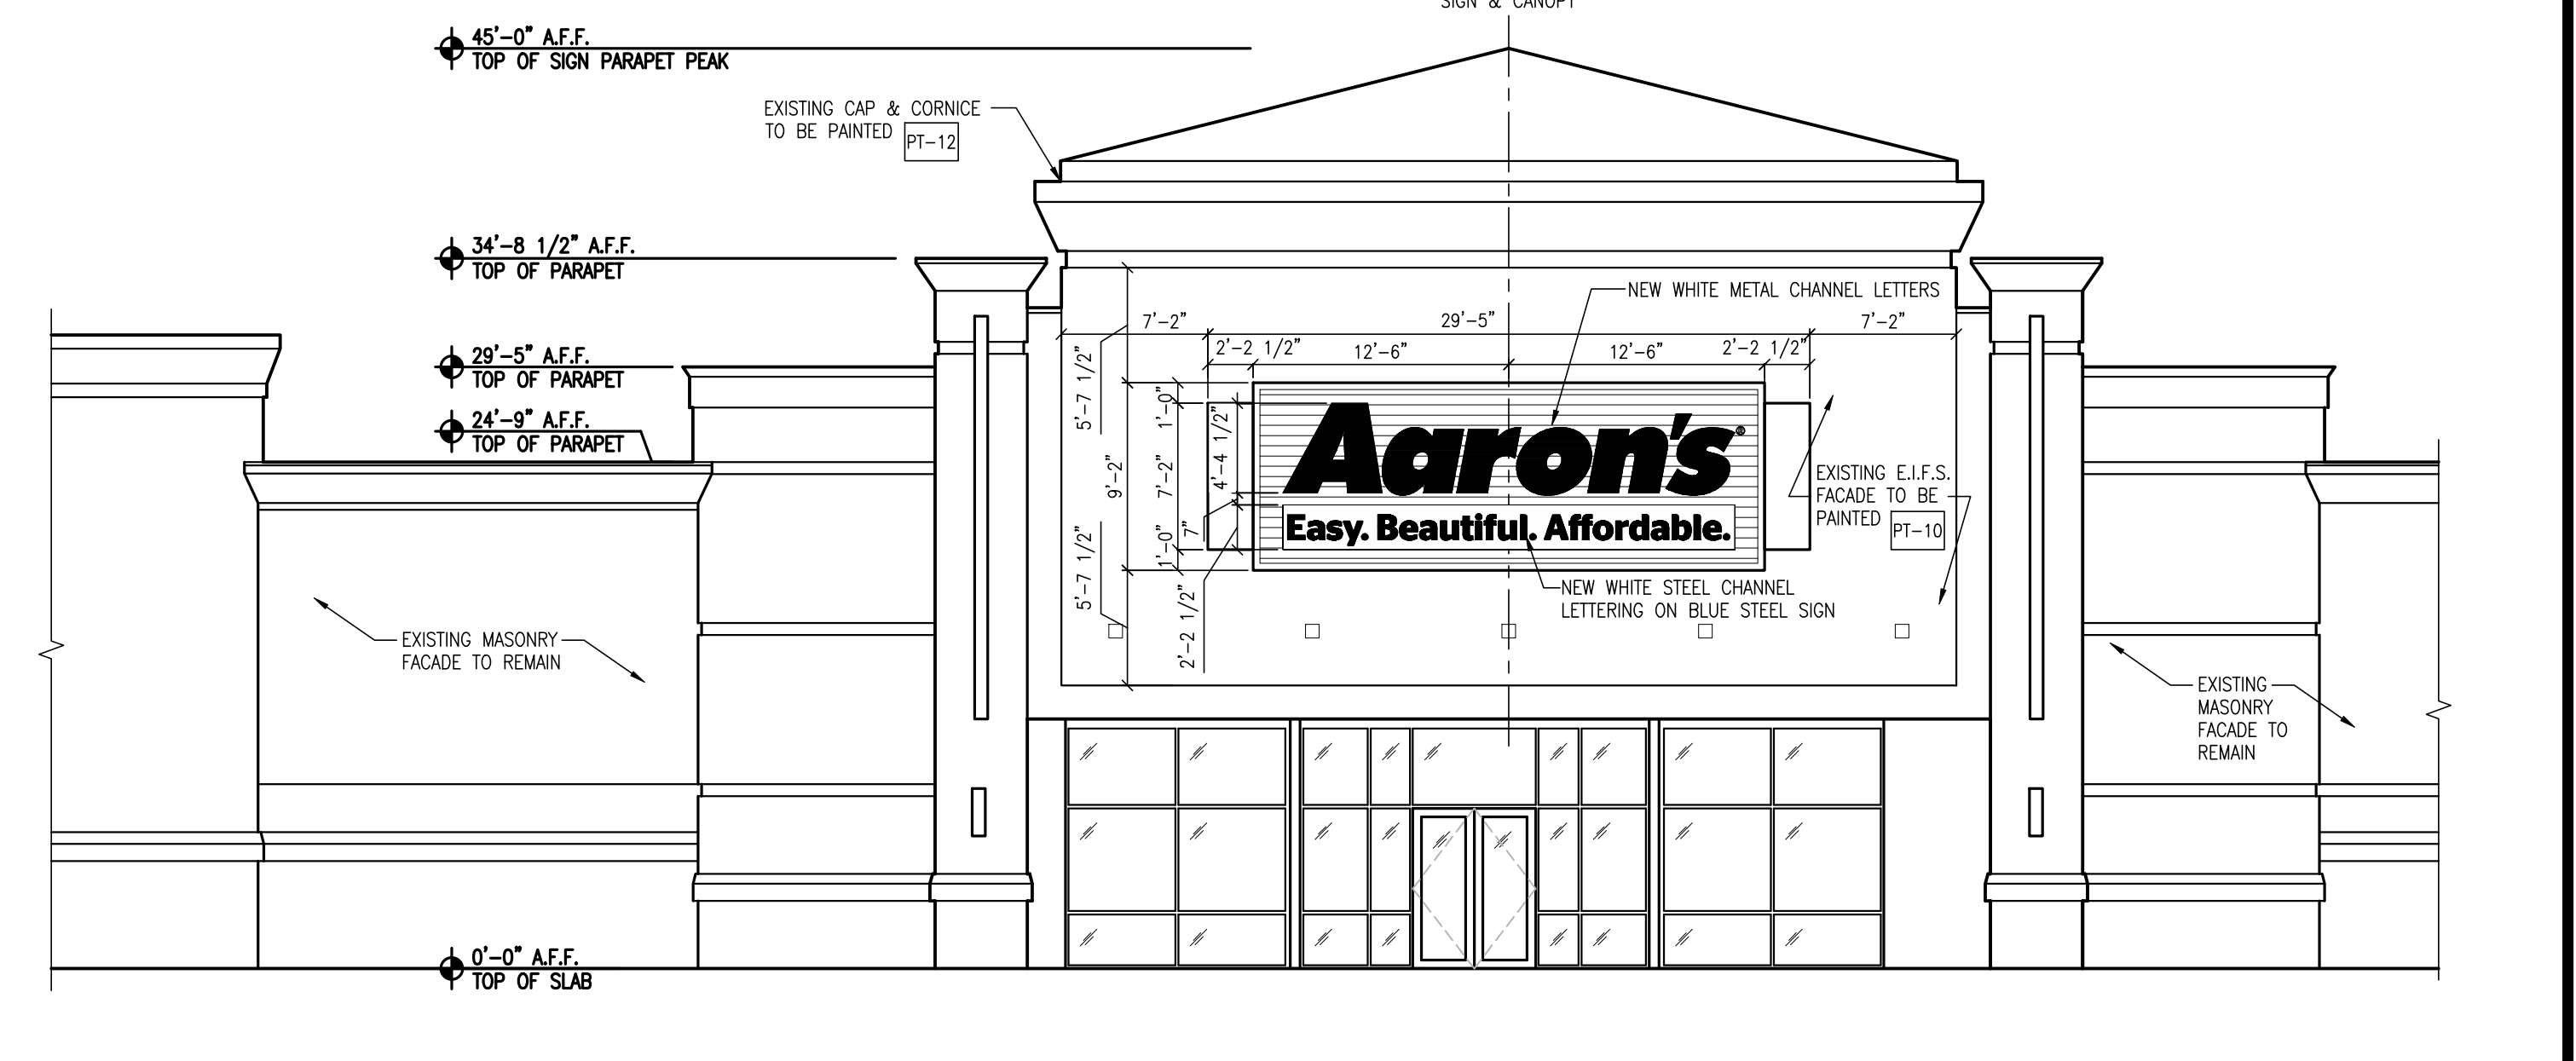 SIGN & CANOPY
45'-0" A.F.F.
TOP OF SIGN PARAPET PEAK
EXISTING CAP & CORNICE
TO BE PAINTED
PT-12
34'-8 1/2" A.F.F.
TOP OF PARAPET
29'-5" A.F.F.
TOP OF PARAPET
24'-9" A.F.F.
TOP OF PARAPET
NEW WHITE METAL CHANNEL LETTERS
7'-2"
29'-5"
7'-2"
2'-2 1/2"
12'-6"
12'-6"
2'-2 1/2"
5'-7 1/2"
9'-2"
5'-7 1/2"
1'-0"
7'-2"
1'-0"
4'-4 1/2"
7"
2'-2 1/2"
Aaron's®
Easy. Beautiful. Affordable.
EXISTING E.I.F.S.
FACADE TO BE
PAINTED
PT-10
NEW WHITE STEEL CHANNEL
LETTERING ON BLUE STEEL SIGN
EXISTING MASONRY
FACADE TO REMAIN
EXISTING
MASONRY
FACADE TO
REMAIN
0'-0" A.F.F.
TOP OF SLAB